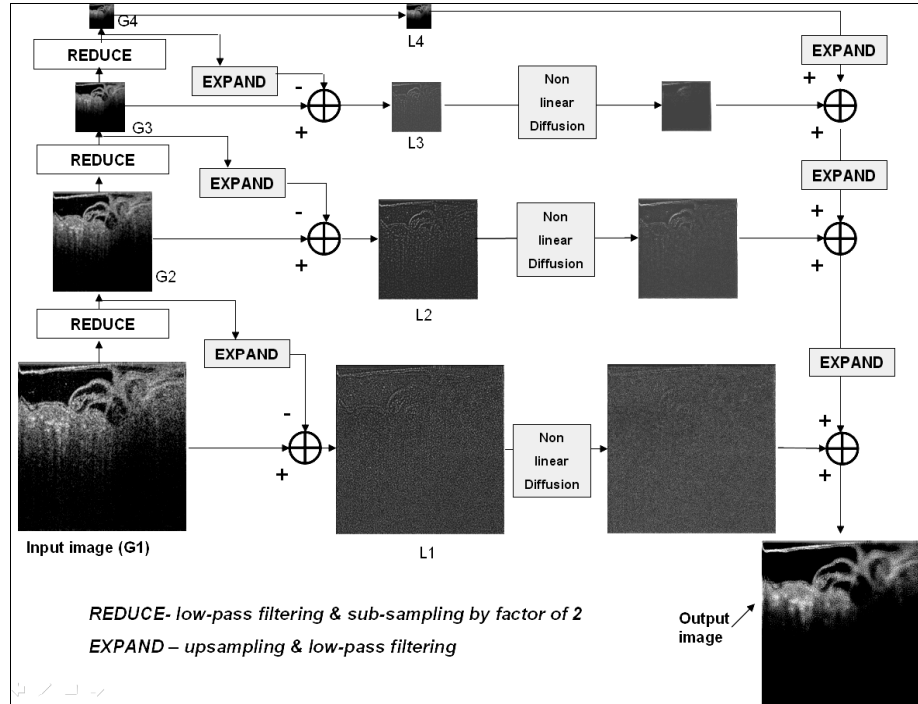 G4
L4
REDUCE
EXPAND
EXPAND
Non
linear
Diffusion
-
+
+
+
G3
L3
REDUCE
EXPAND
EXPAND
Non
linear
Diffusion
-
+
+
+
G2
L2
REDUCE
EXPAND
EXPAND
Non
linear
Diffusion
-
+
+
+
Input image (G1)
L1
REDUCE- low-pass filtering & sub-sampling by factor of 2
EXPAND – upsampling & low-pass filtering
Output
image